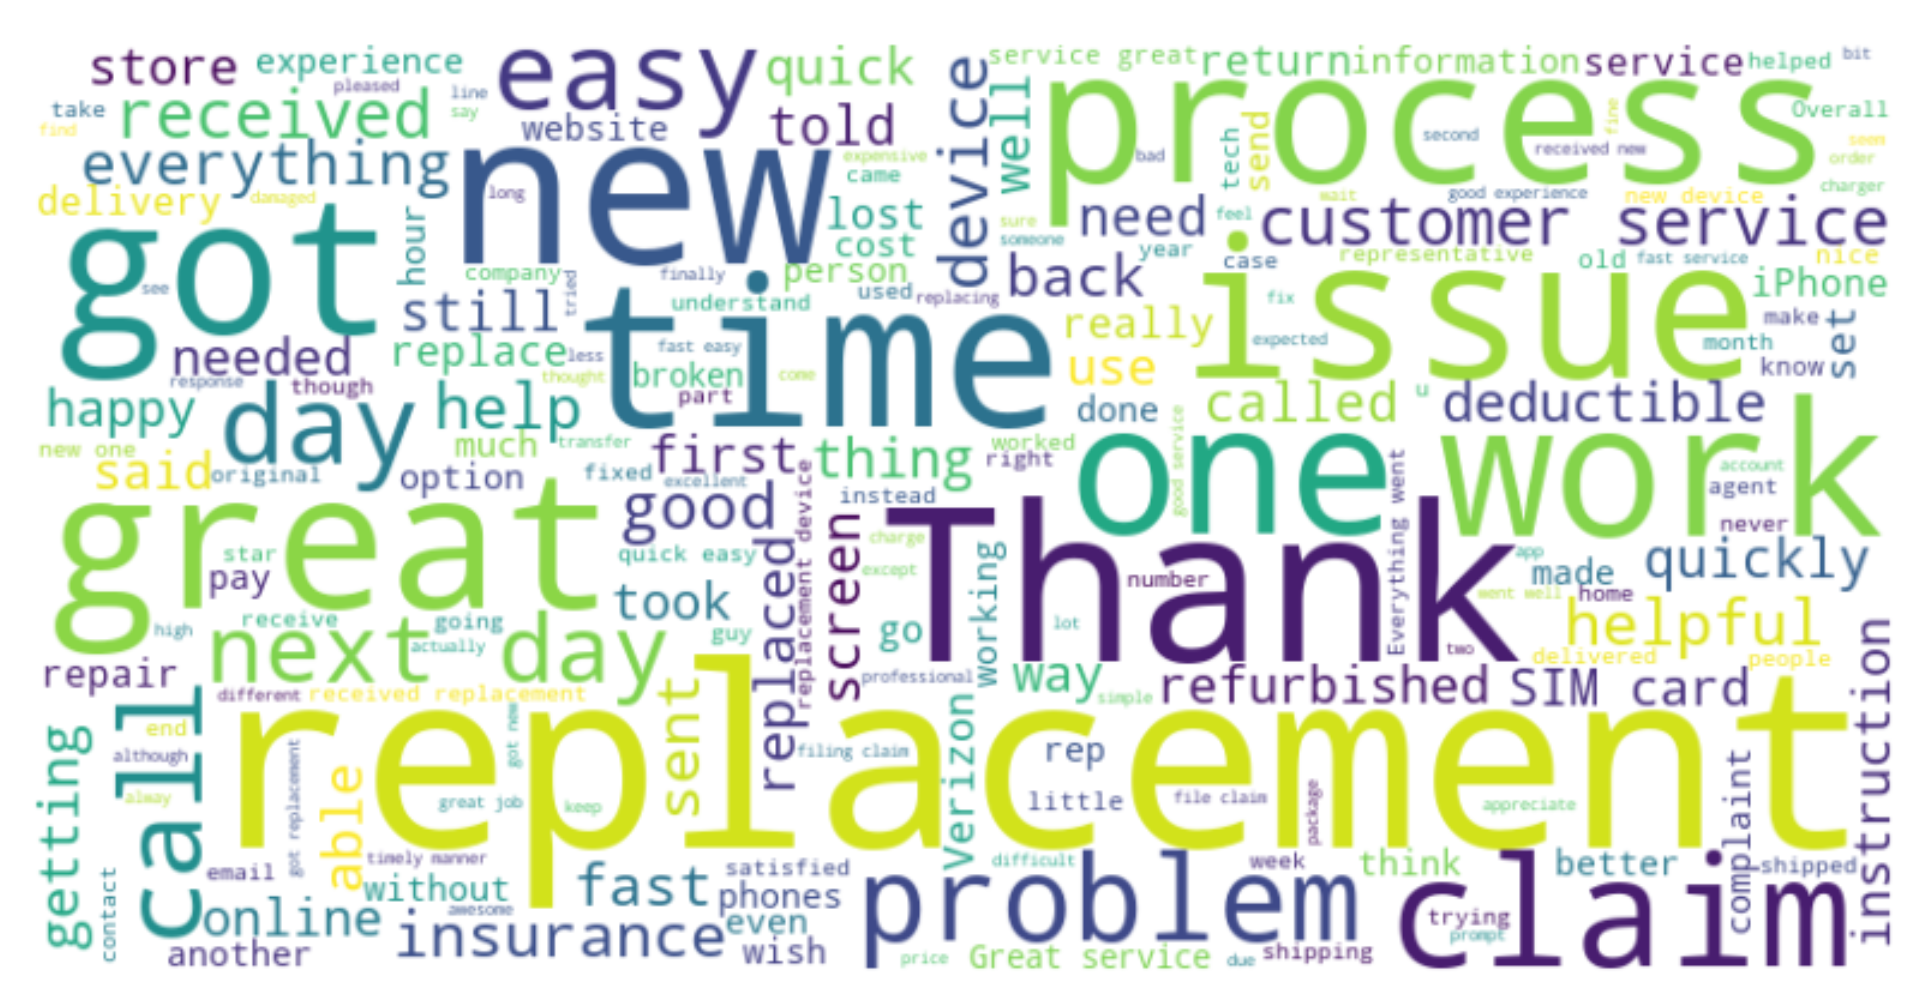 store
experience
pleased
easy
line
say
quick
service great
return
information
service
helped
bit
take
find
received
website
told
device
well
process
Overall
everything
new
expensive
came
tech
send
bad
second
fine
received new
seem
order
charger
delivery
damaged
long
lost
cost
sure
someone
need
feel
wait
year
good experience
new device
customer service
got
see
hour
company
tried
finally
person
understand
used
replacing
back
case
representative
old
fast service
nice
iPhone
still
time
really
issue
fix
expected
make
month
know
set
needed
response
though
replace
less
thought
fast easy
broken
part
come
use
happy
day
help
done
called
u
deductible
new one
said
original
much
option
transfer
fixed
first
excellent
thing
worked
right
one
good service
work
account
agent
never
great
star
pay
good
quick easy
took
replaced
replacement device
screen
instead
charge
except
Thank
working
number
Everything went
two
app
made
quickly
went well
home
high
receive
next day
going
actually
guy
go
lot
helpful
delivered
people
repair
different
received replacement
sent
professional
way
simple
refurbished
SIM card
instruction
getting
end
although
alway
call
replacement
got replacement
able
great job
got new
keep
filing claim
Verizon
rep
little
file claim
package
appreciate
complaint
contact
email
timely manner
online
without
another
awesome
insurance
fast
satisfied
phones
even
wish
problem
difficult
week
think
better
shipped
claim
trying
prompt
price
Great service
due
shipping